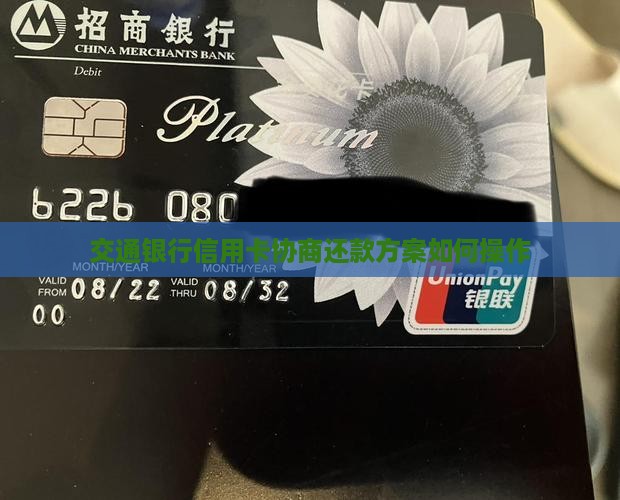 招商銀行
CHINA MERCHANTS BANK
Debit
Platinum
6226 080
交通银行信用卡协商还款方案如何操作
MONTH/YEAR MONTH/YEAR
VALID FROM 08/22 VALID THRU 08/32
00
UnionPay
银联